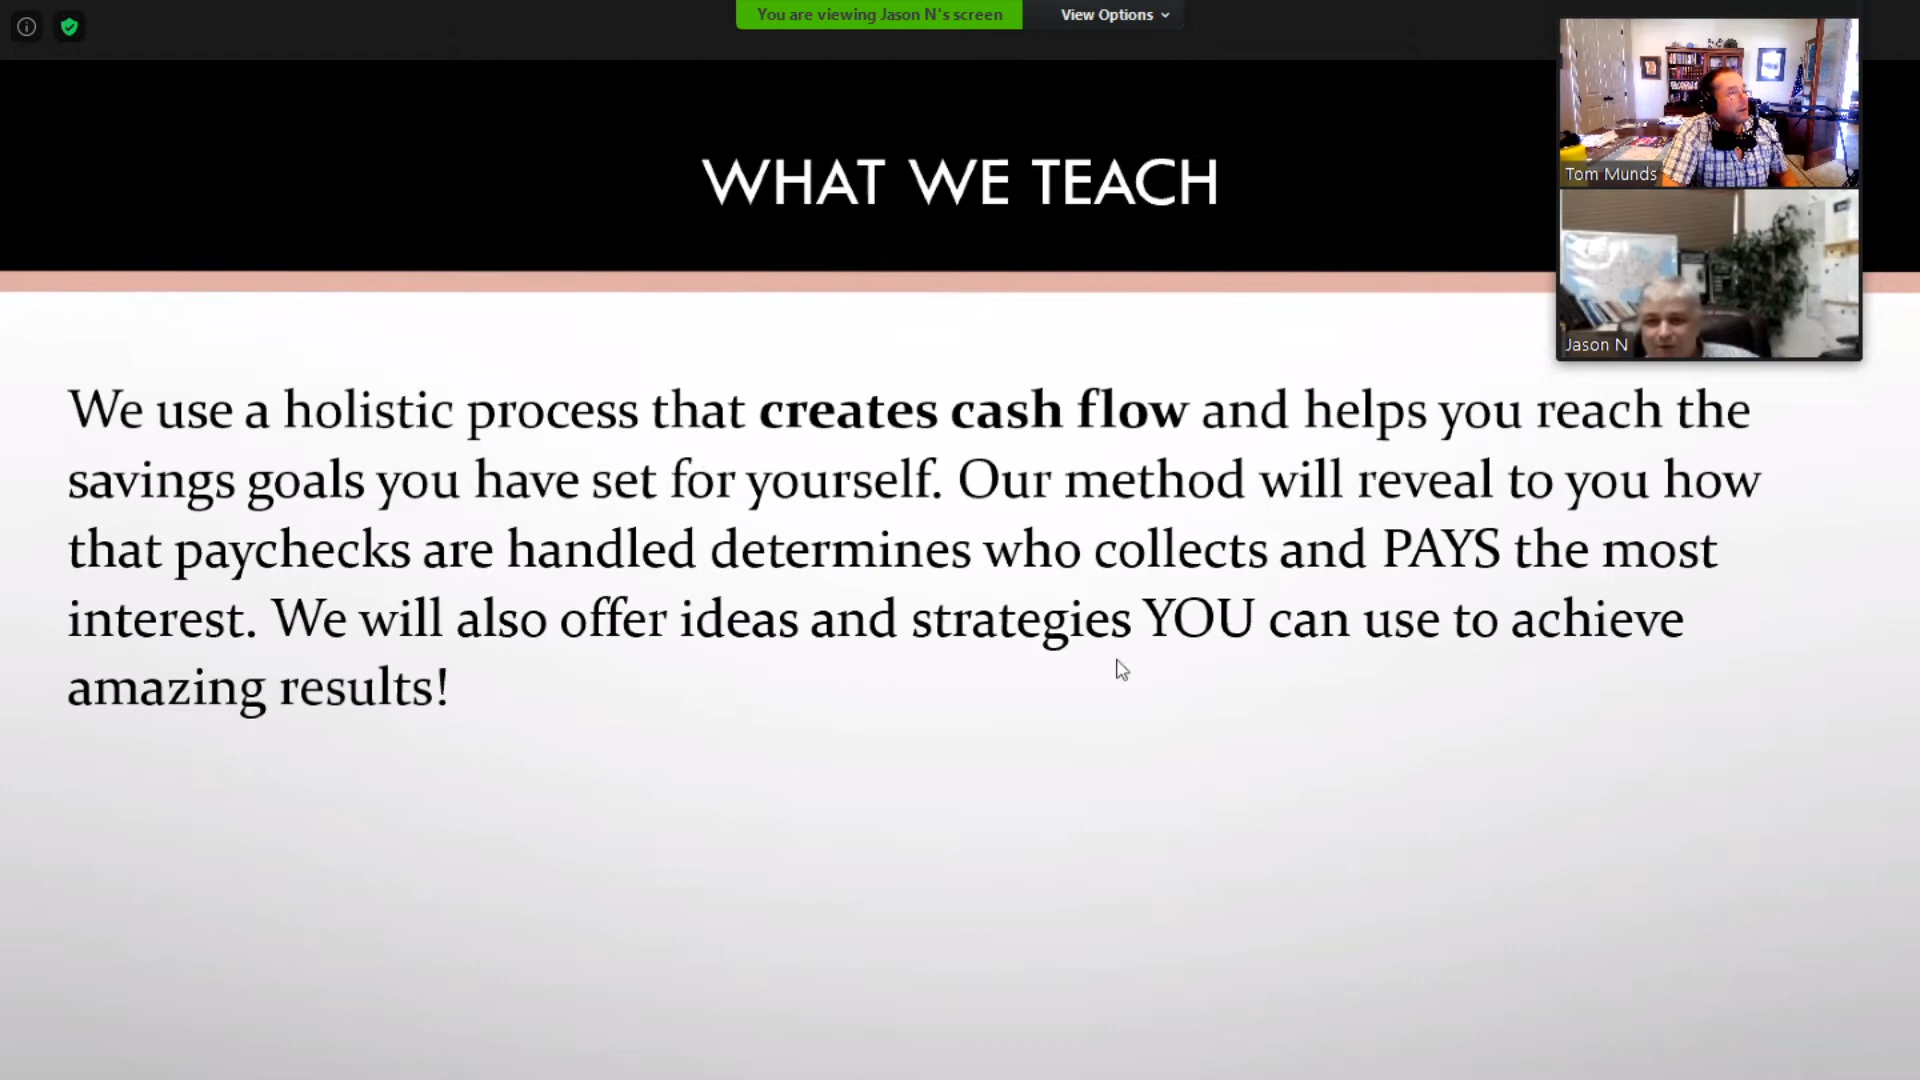 You are viewing Jason N's screen
View Options
WHAT WE TEACH
Tom Munds
Jason N
We use a holistic process that creates cash flow and helps you reach the
savings goals you have set for yourself. Our method will reveal to you how
that paychecks are handled determines who collects and PAYS the most
interest. We will also offer ideas and strategies YOU can use to achieve
amazing results!